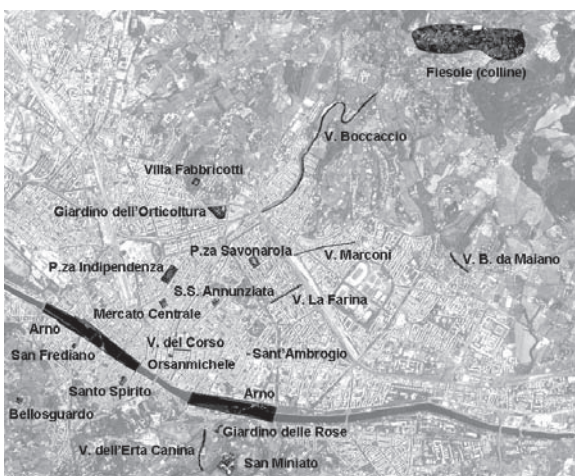 Fiesole (colline)
V. Boccaccio
Villa Fabbricotti
Giardino dell'Orticoltura
P.za Savonarola
V. Marconi
V. B. da Maiano
P.za Indipendenza
S.S. Annunziata
V. La Farina
Mercato Centrale
Arno
V. del Corso
San Frediano
Orsanmichele
Sant'Ambrogio
Santo Spirito
Arno
Bellosguardo
Giardino delle Rose
V. dell'Erta Canina
San Miniato